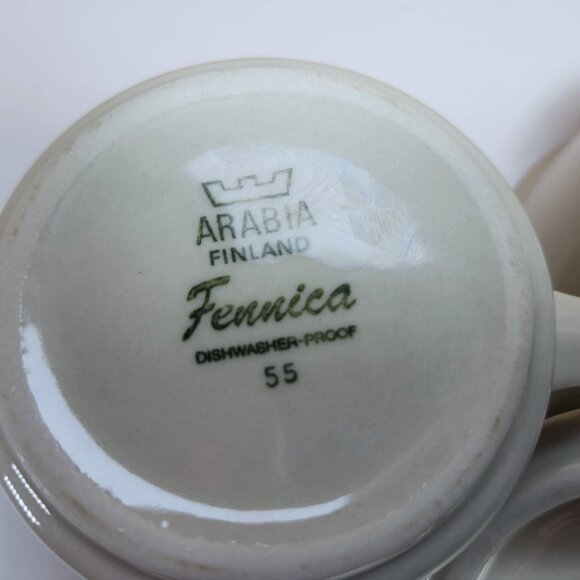 ARABIA
FINLAND
Fennica
DISHWASHER-PROOF
55